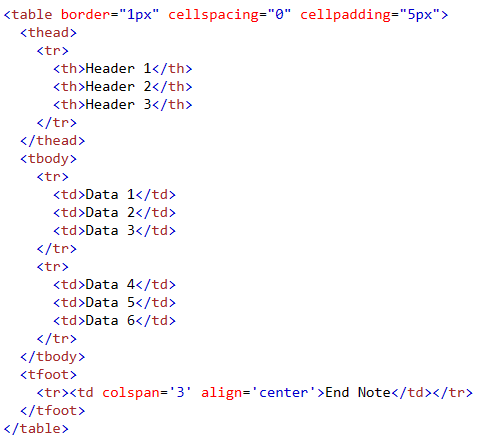 <table border="1px" cellspacing="0" cellpadding="5px">
  <thead>
    <tr>
      <th>Header 1</th>
      <th>Header 2</th>
      <th>Header 3</th>
    </tr>
  </thead>
  <tbody>
    <tr>
      <td>Data 1</td>
      <td>Data 2</td>
      <td>Data 3</td>
    </tr>
    <tr>
      <td>Data 4</td>
      <td>Data 5</td>
      <td>Data 6</td>
    </tr>
  </tbody>
  <tfoot>
    <tr><td colspan='3' align='center'>End Note</td></tr>
  </tfoot>
</table>